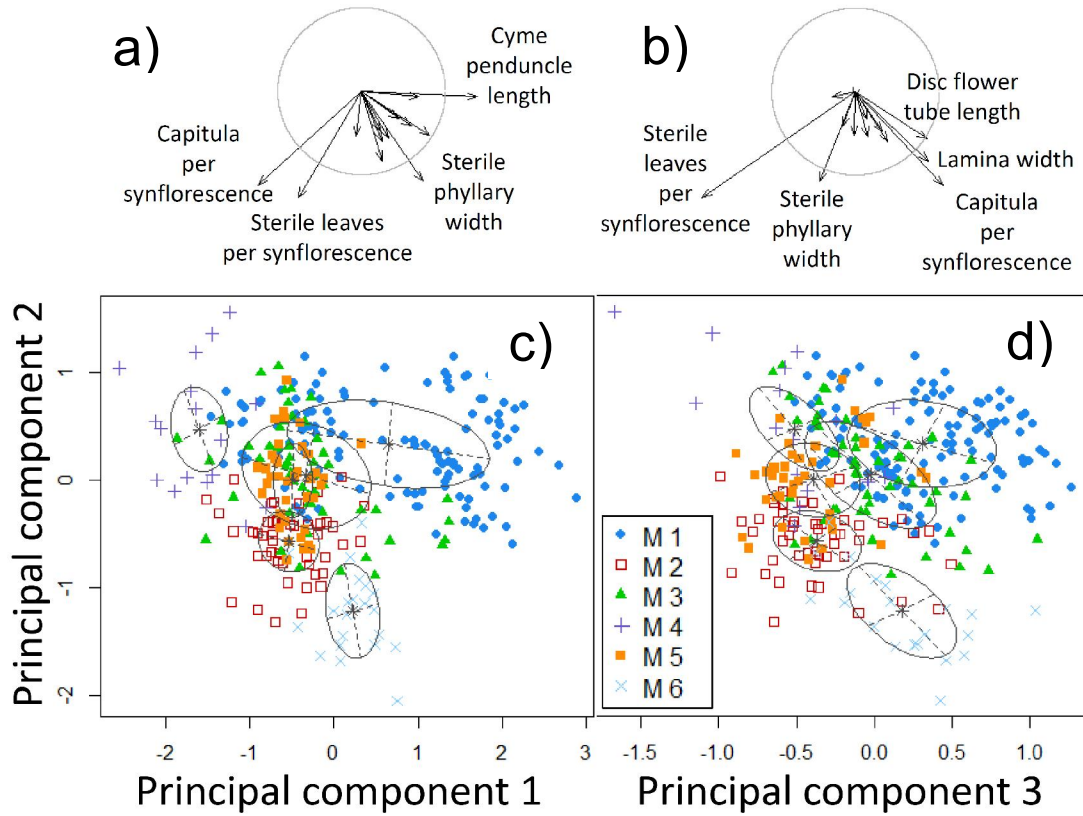 a)
Cyme
penduncle
length
Capitula
per
synflorescence
Sterile leaves
per synflorescence
Sterile
phyllary
width
b)
Disc flower
tube length
Lamina width
Capitula
per
synflorescence
Sterile
phyllary
width
Sterile
leaves
per
synflorescence
Principal component 2
1
0
-1
-2
c)
-2
-1
0
1
2
3
Principal component 1
d)
M 1
M 2
M 3
M 4
M 5
M 6
-1.5
-1.0
-0.5
0.0
0.5
1.0
Principal component 3